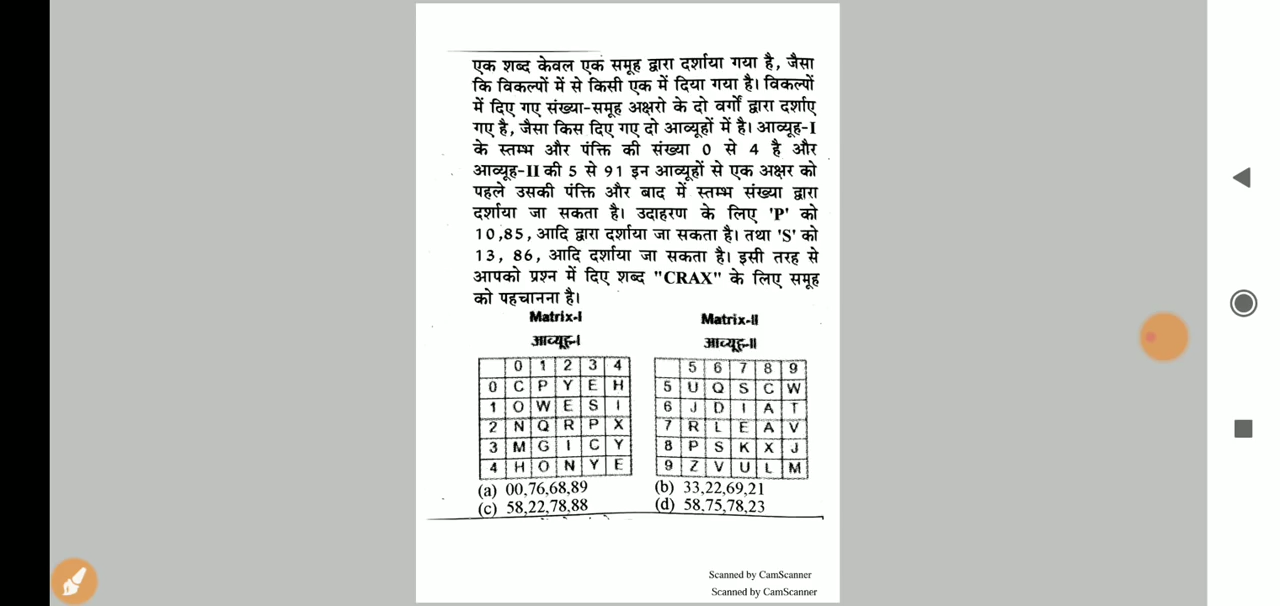 एक शब्द केवल एक समूह द्वारा दर्शाया गया है, जैसा
कि विकल्पों में से किसी एक में दिया गया है। विकल्पों
में दिए गए संख्या-समूह अक्षरो के दो वर्गों द्वारा दर्शाए
गए है, जैसा किस दिए गए दो आव्यूहों में है। आव्यूह-I
के स्तम्भ और पंक्ति की संख्या 0 से 4 है और
आव्यूह-II की 5 से 91 इन आव्यूहों से एक अक्षर को
पहले उसकी पंक्ति और बाद में स्तम्भ संख्या द्वारा
दर्शाया जा सकता है। उदाहरण के लिए 'P' को
10,85, आदि द्वारा दर्शाया जा सकता है। तथा 'S' को
13, 86, आदि दर्शाया जा सकता है। इसी तरह से
आपको प्रश्न में दिए शब्द "CRAX" के लिए समूह
को पहचानना है।
Matrix-I Matrix-II
आव्यूह-I आव्यूह-II
0 1 2 3 4 5 6 7 8 9
0 C P Y E H 5 U Q S C W
1 O W E S I 6 J D I A T
2 N Q R P X 7 R L E A V
3 M G I C Y 8 P S K X J
4 H O N Y E 9 Z V U L M
(a) 00,76,68,89 (b) 33,22,69,21
(c) 58,22,78,88 (d) 58,75,78,23
Scanned by CamScanner
Scanned by CamScanner